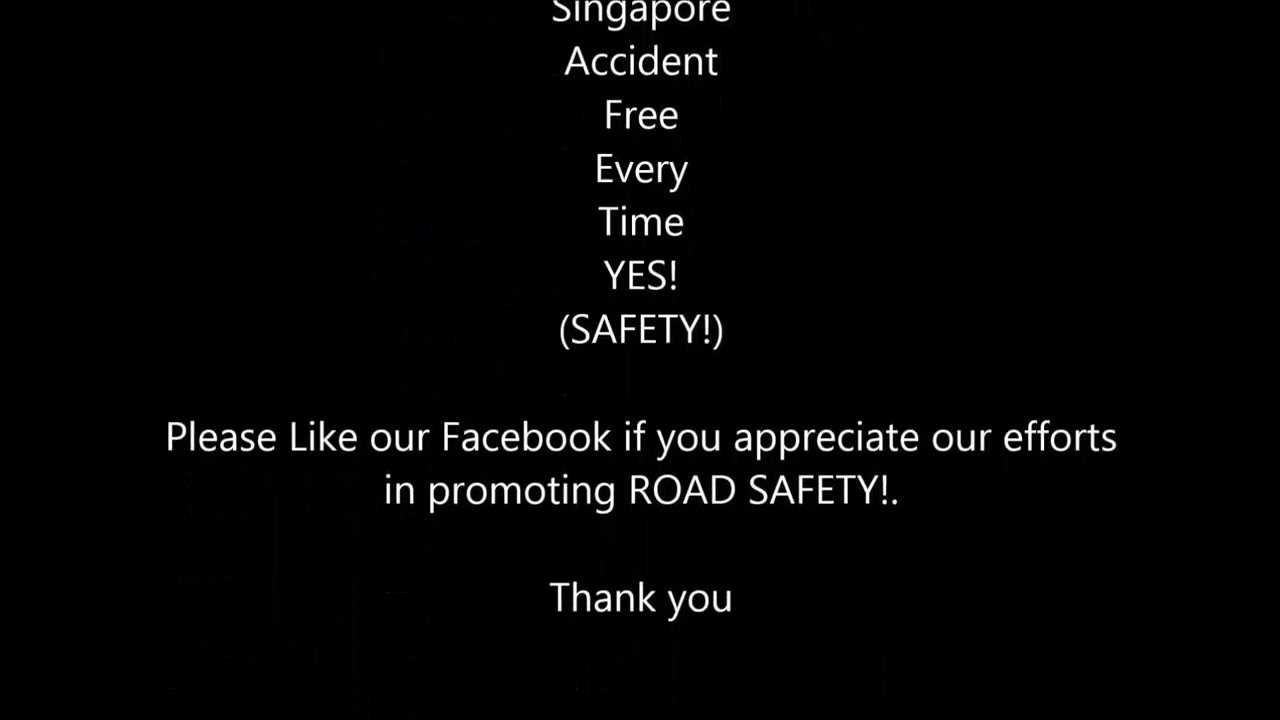 Singapore
Accident
Free
Every
Time
YES!
(SAFETY!)
Please Like our Facebook if you appreciate our efforts
in promoting ROAD SAFETY!.
Thank you